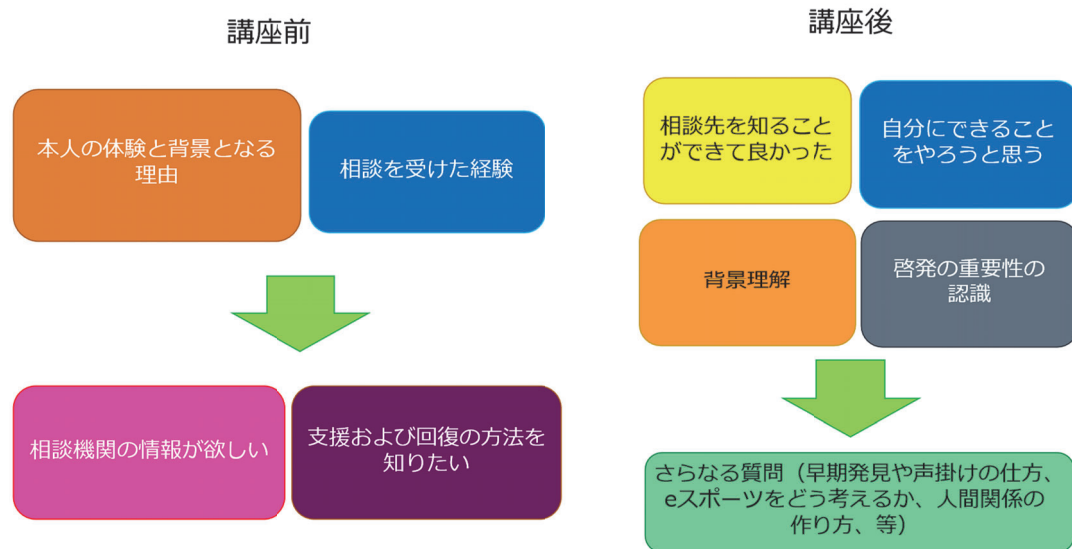 講座前
本人の体験と背景となる
理由
相談を受けた経験
相談機関の情報が欲しい
支援および回復の方法を
知りたい
講座後
相談先を知ること
ができて良かった
自分にできること
をやろうと思う
背景理解
啓発の重要性の
認識
さらなる質問（早期発見や声掛けの仕方、
eスポーツをどう考えるか、人間関係の
作り方、等）